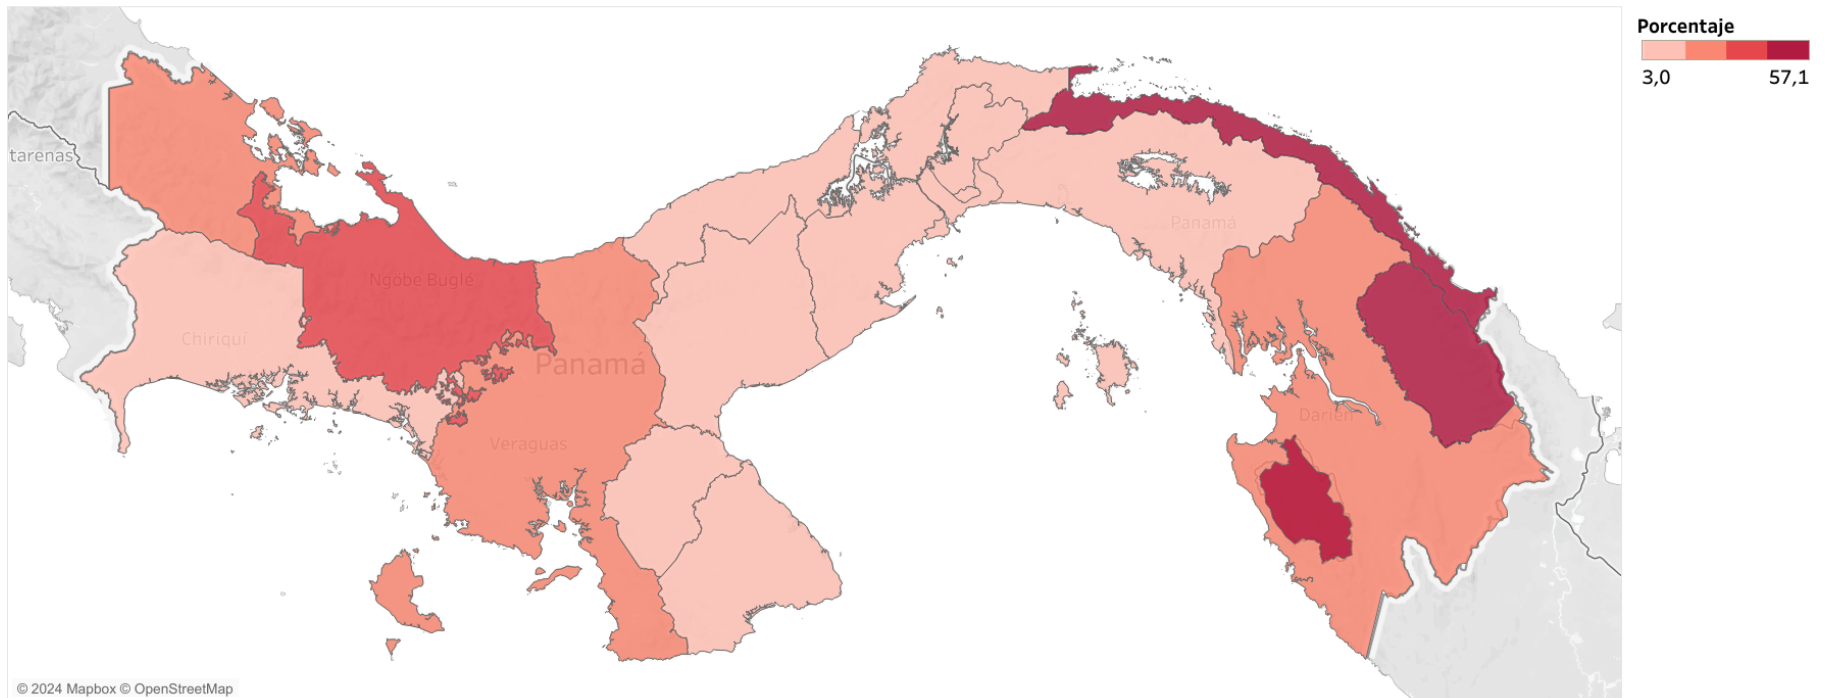 Porcentaje
3,0 57,1
tarenas
Panamá
Ngöbe Buglé
Chiriquí
Panamá
Veraguas
Darién
© 2024 Mapbox © OpenStreetMap